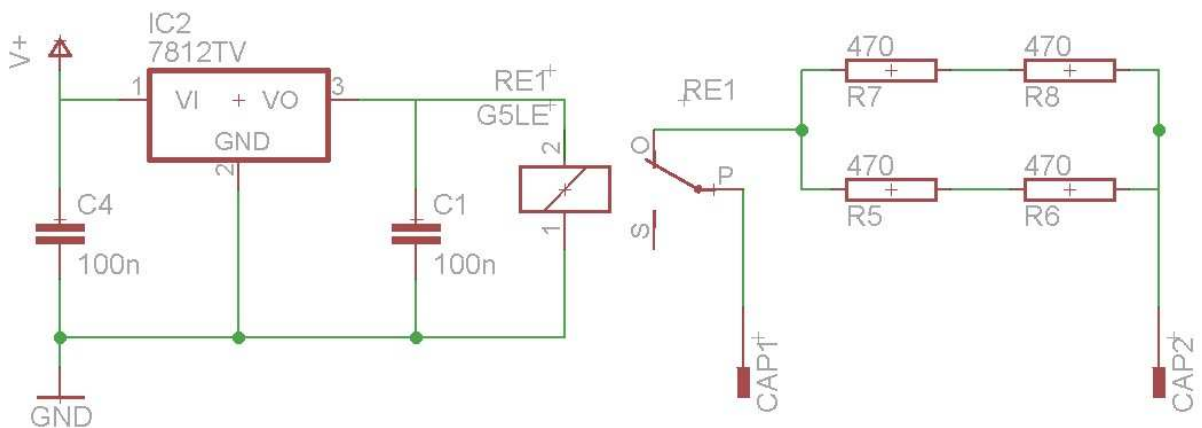 V+
IC2
7812TV
1
VI
VO
3
GND
2
C4
100n
C1
100n
RE1
G5LE
2
1
GND
RE1
O
P
S
CAP1
470
R7
470
R8
470
R5
470
R6
CAP2